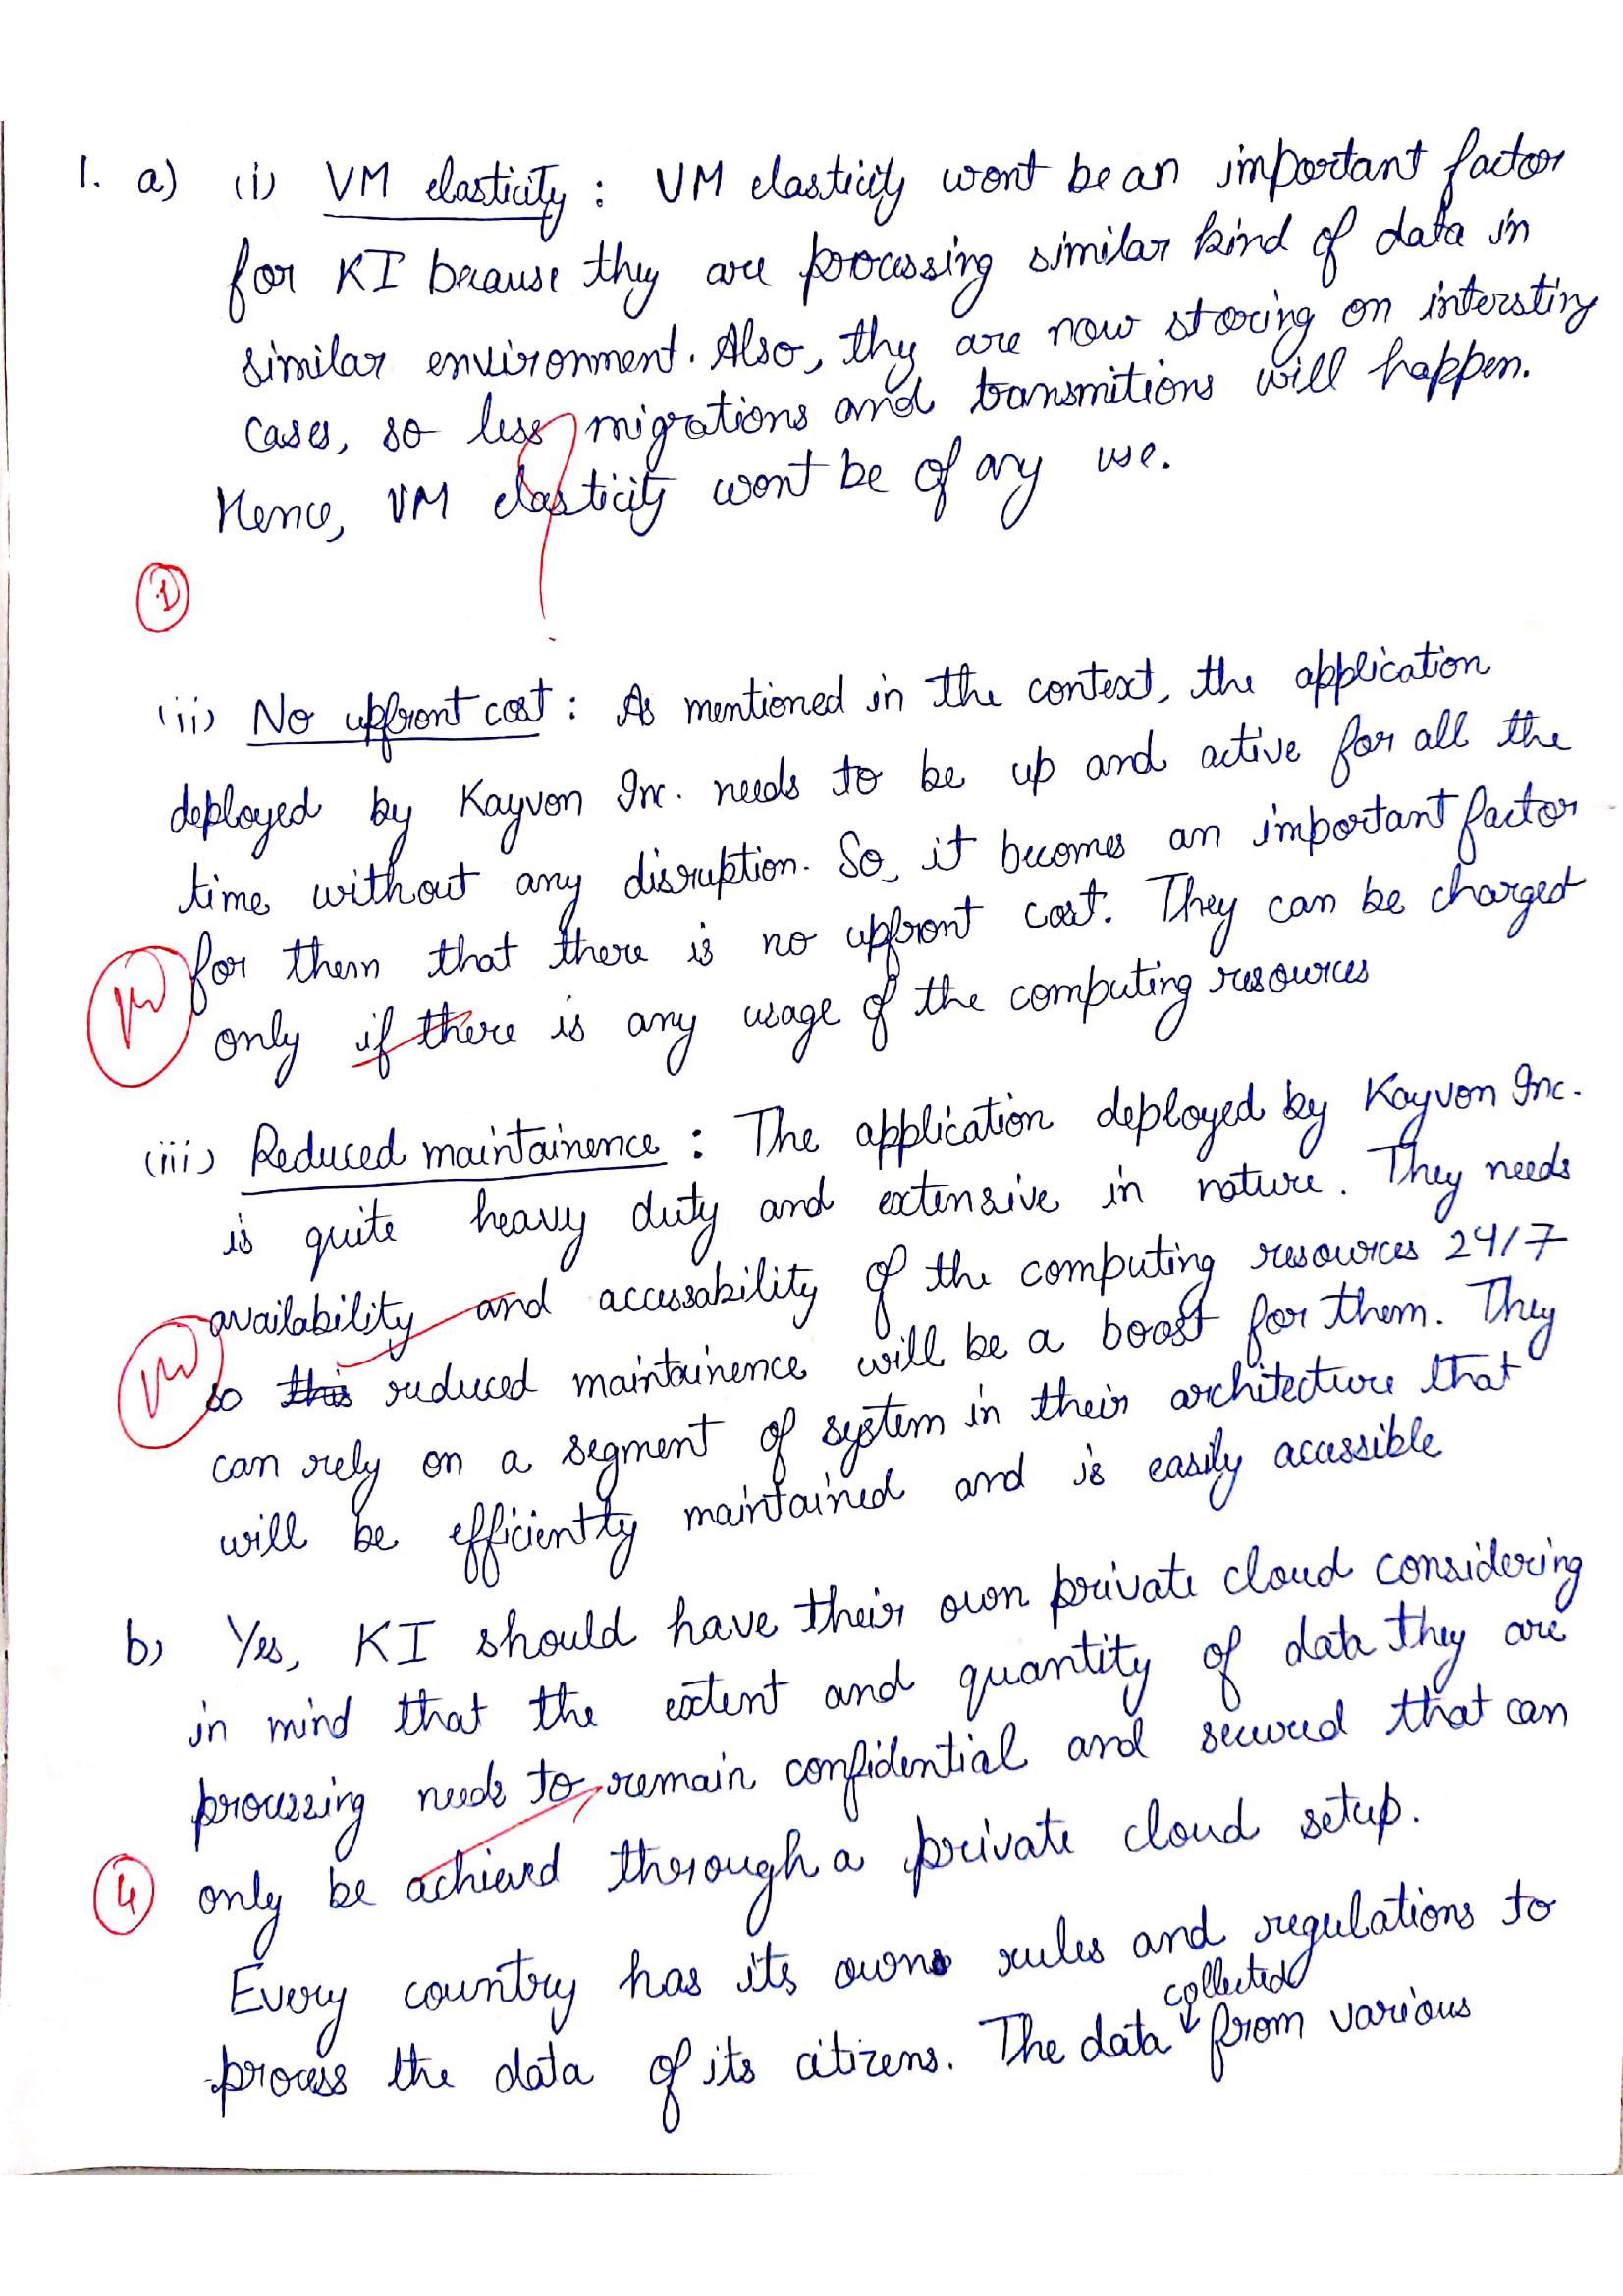 1. a) (i) VM elasticity : VM elasticity wont be an important factor
for KI because they are processing similar kind of data in
similar environment. Also, they are now storing on intersting
cases, so less migrations and transmitions will happen.
Hence, VM elasticity wont be of any use.
?
1
(ii) No upfront cost : As mentioned in the context, the application
deployed by Kayvon Inc. needs to be up and active for all the
time without any disruption. So, it becomes an important factor
for them that there is no upfront cost. They can be charged
only if there is any usage of the computing resources
(iii) Reduced maintainence : The application deployed by Kayvon Inc.
is quite heavy duty and extensive in nature. They needs
availability and accessability of the computing resources 24/7
so this reduced maintainence will be a boost for them. They
can rely on a segment of system in their architecture that
will be efficiently maintained and is easily accessible
b) Yes, KI should have their own private cloud considering
in mind that the extent and quantity of data they are
processing needs to remain confidential and secured that can
4
only be achieved through a private cloud setup.
Every country has its own rules and regulations to
collected
process the data of its citizens. The data from various